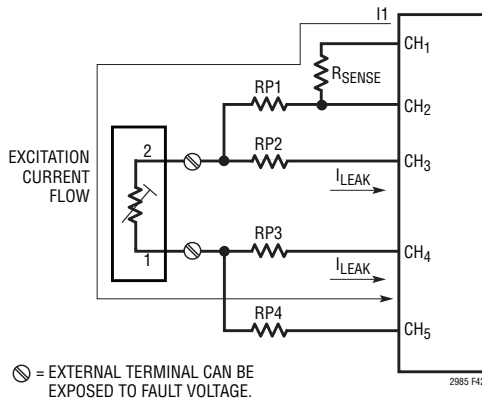 I1
CH1
RSENSE
RP1
CH2
2
RP2
CH3
EXCITATION
CURRENT
FLOW
ILEAK
1
RP3
CH4
ILEAK
RP4
CH5
= EXTERNAL TERMINAL CAN BE
EXPOSED TO FAULT VOLTAGE.
2985 F42